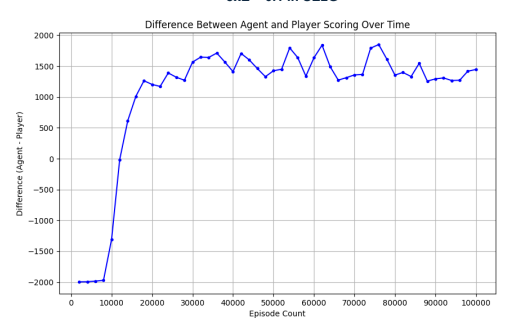 Difference Between Agent and Player Scoring Over Time
2000
1500
1000
500
0
−500
−1000
−1500
−2000
Difference (Agent - Player)
0 10000 20000 30000 40000 50000 60000 70000 80000 90000 100000
Episode Count